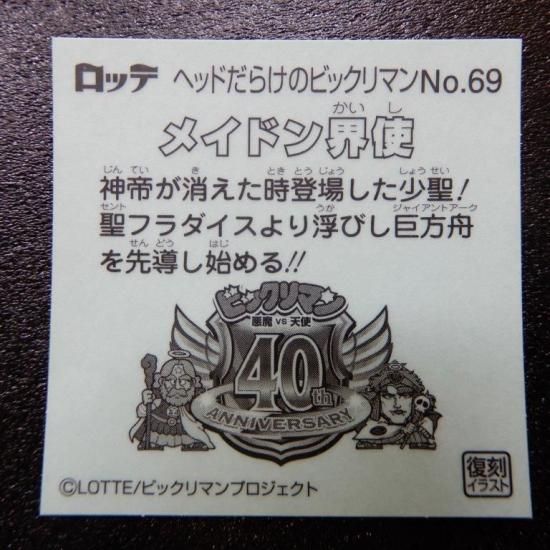 ロッテ ヘッドだらけのビックリマンNo.69
かいし
メイドン界使
じんてい き とき とうじょう しょうせい
神帝が消えた時登場した少聖!
セント うか ジャイアントアーク
聖フラダイスより浮びし巨方舟
せんどう はじ
を先導し始める!!
ビックリマン
悪魔 VS 天使
40th
ANNIVERSARY
©LOTTE/ビックリマンプロジェクト
復刻
イラスト